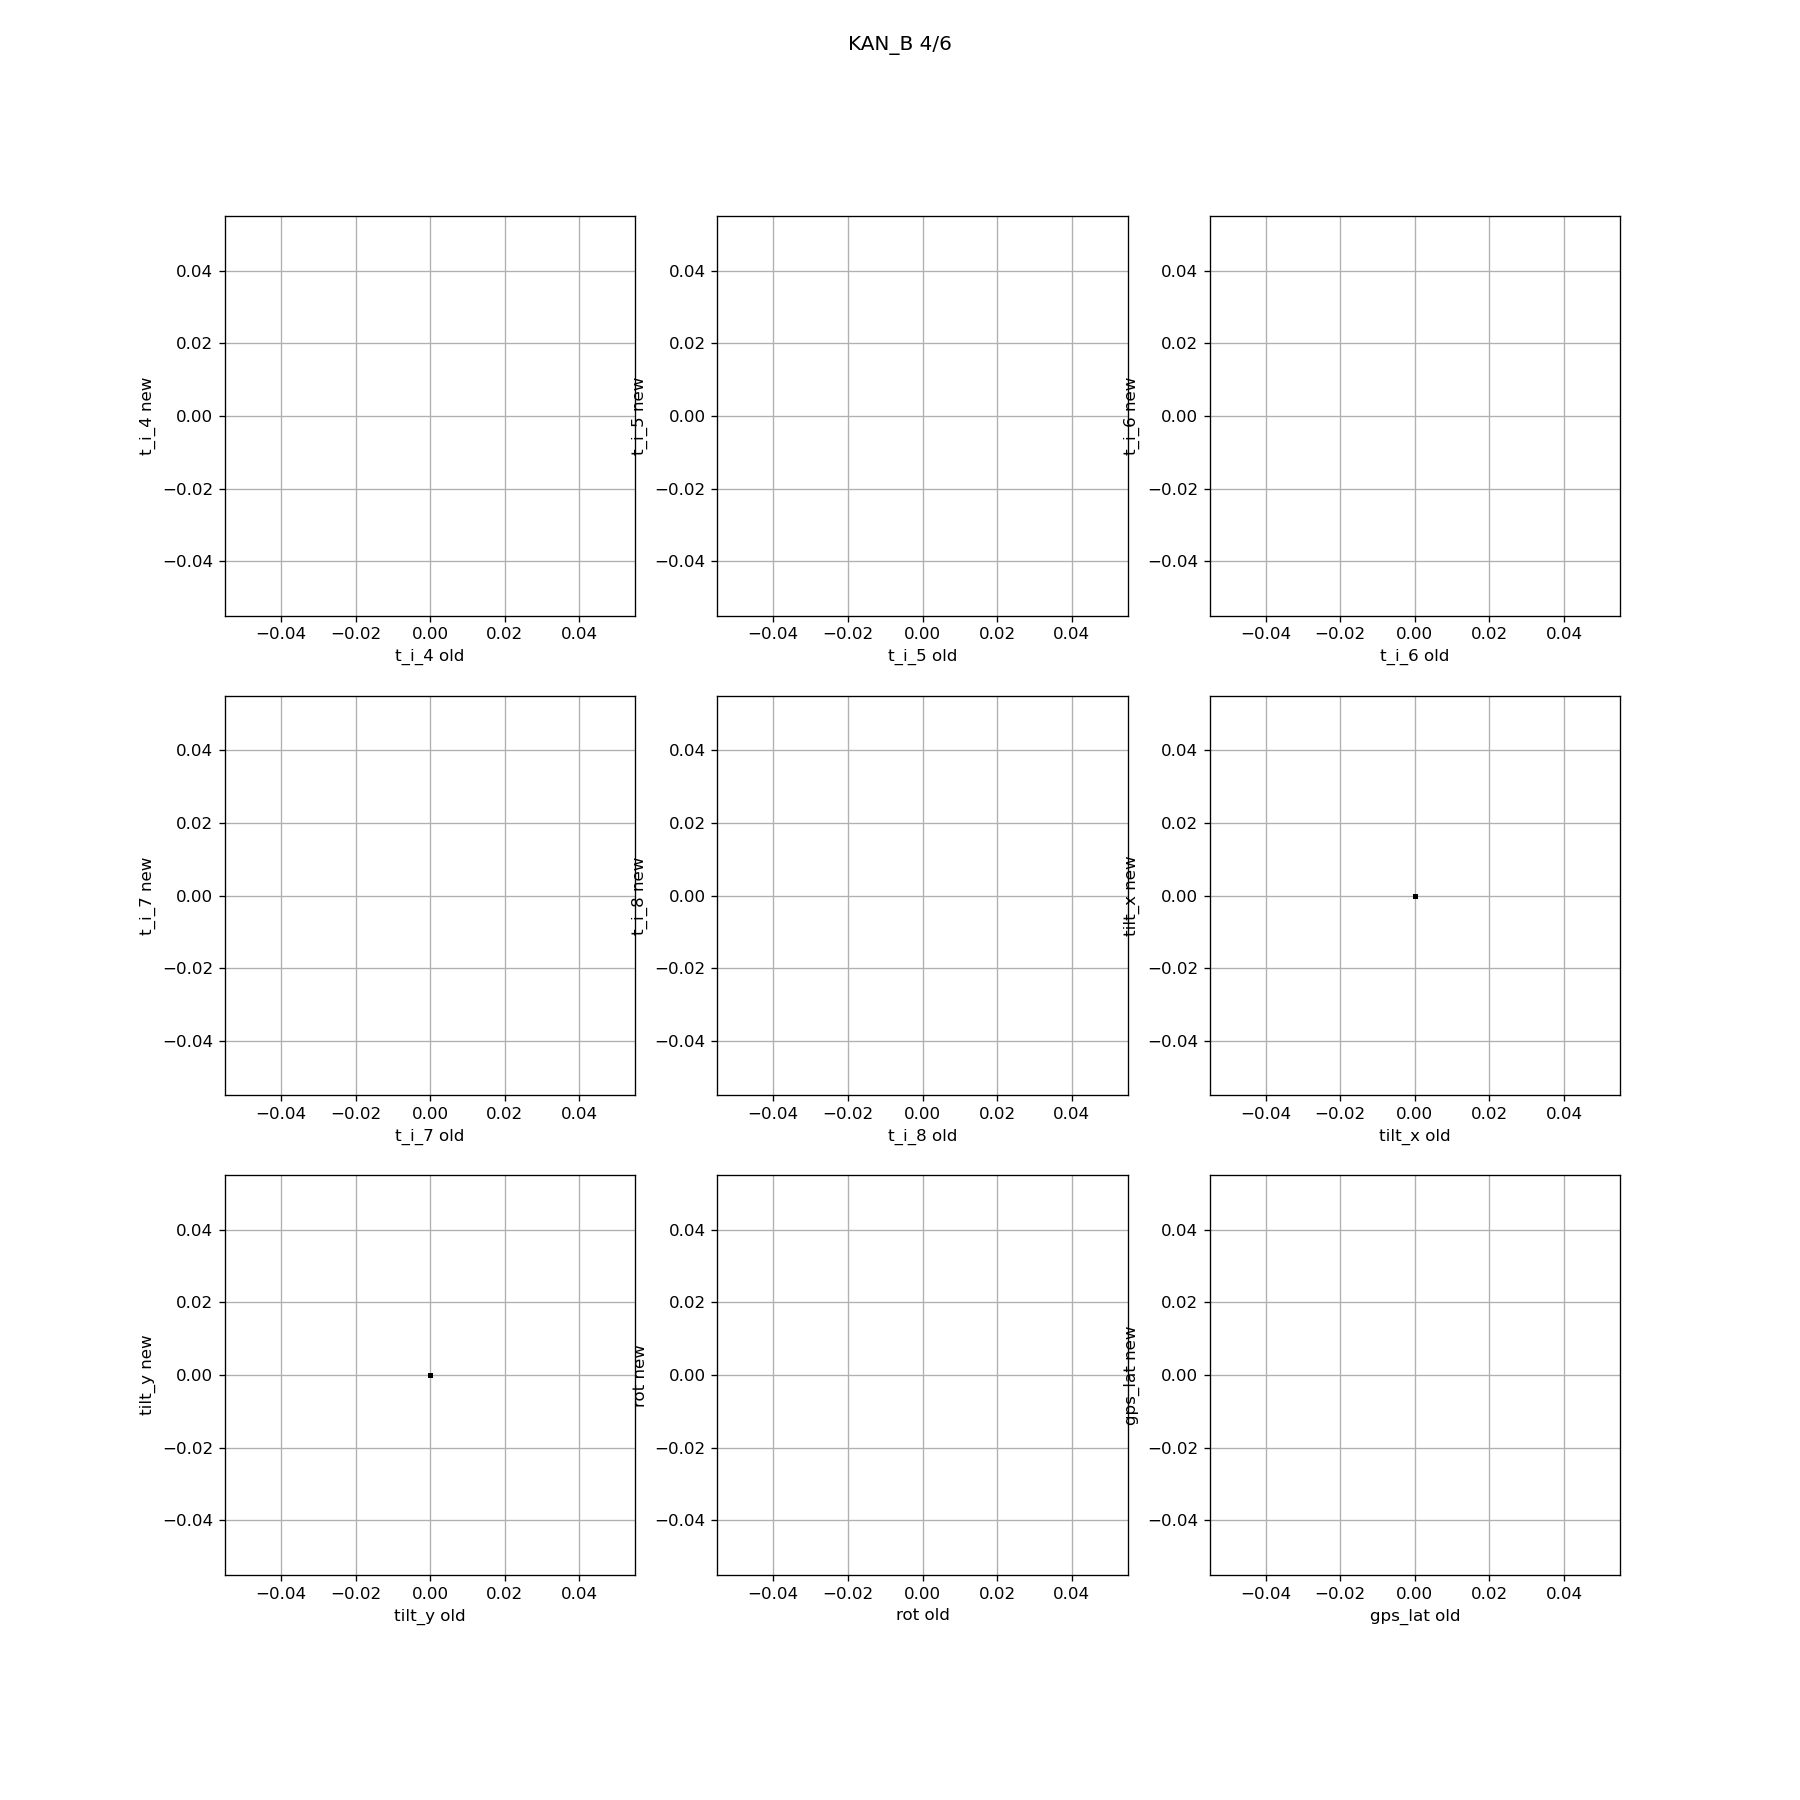 KAN_B 4/6
t_i_4 new
0.04
0.02
0.00
−0.02
−0.04
−0.04 −0.02 0.00 0.02 0.04
t_i_4 old
t_i_5 new
0.04
0.02
0.00
−0.02
−0.04
−0.04 −0.02 0.00 0.02 0.04
t_i_5 old
t_i_6 new
0.04
0.02
0.00
−0.02
−0.04
−0.04 −0.02 0.00 0.02 0.04
t_i_6 old
t_i_7 new
0.04
0.02
0.00
−0.02
−0.04
−0.04 −0.02 0.00 0.02 0.04
t_i_7 old
t_i_8 new
0.04
0.02
0.00
−0.02
−0.04
−0.04 −0.02 0.00 0.02 0.04
t_i_8 old
tilt_x new
0.04
0.02
0.00
−0.02
−0.04
−0.04 −0.02 0.00 0.02 0.04
tilt_x old
tilt_y new
0.04
0.02
0.00
−0.02
−0.04
−0.04 −0.02 0.00 0.02 0.04
tilt_y old
rot new
0.04
0.02
0.00
−0.02
−0.04
−0.04 −0.02 0.00 0.02 0.04
rot old
gps_lat new
0.04
0.02
0.00
−0.02
−0.04
−0.04 −0.02 0.00 0.02 0.04
gps_lat old